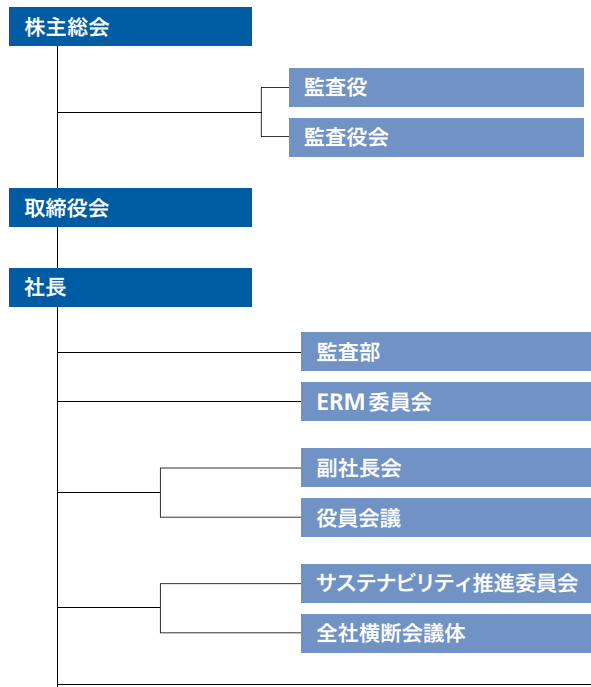 株主総会
監査役
監査役会
取締役会
社長
監査部
ERM委員会
副社長会
役員会議
サステナビリティ推進委員会
全社横断会議体